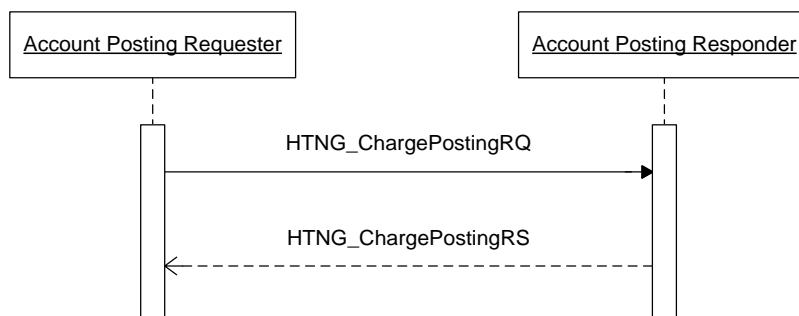 Account Posting Requester
Account Posting Responder
HTNG_ChargePostingRQ
HTNG_ChargePostingRS